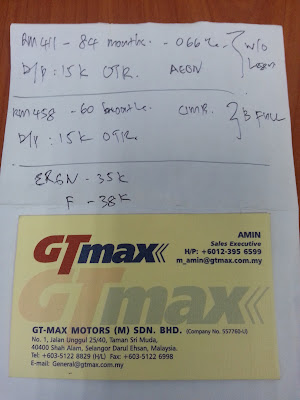 RM 411 - 84 months. - 066%.
D/p : 15K OTR. AEON
W/O
RM 458 - 60 months. CIMB.
D/p : 15K OTR.
3 Full
ERGN - 35K
F - 38K
GTmax
AMIN
Sales Executive
H/P: +6012-395 6599
m_amin@gtmax.com.my
GTmax
GT-MAX MOTORS (M) SDN. BHD. (Company No. 557760-U)
No. 1, Jalan Unggul 25/40, Taman Sri Muda,
40400 Shah Alam, Selangor Darul Ehsan, Malaysia.
Tel: +603-5122 8829 (H/L) Fax: +603-5122 6998
E-mail: General@gtmax.com.my